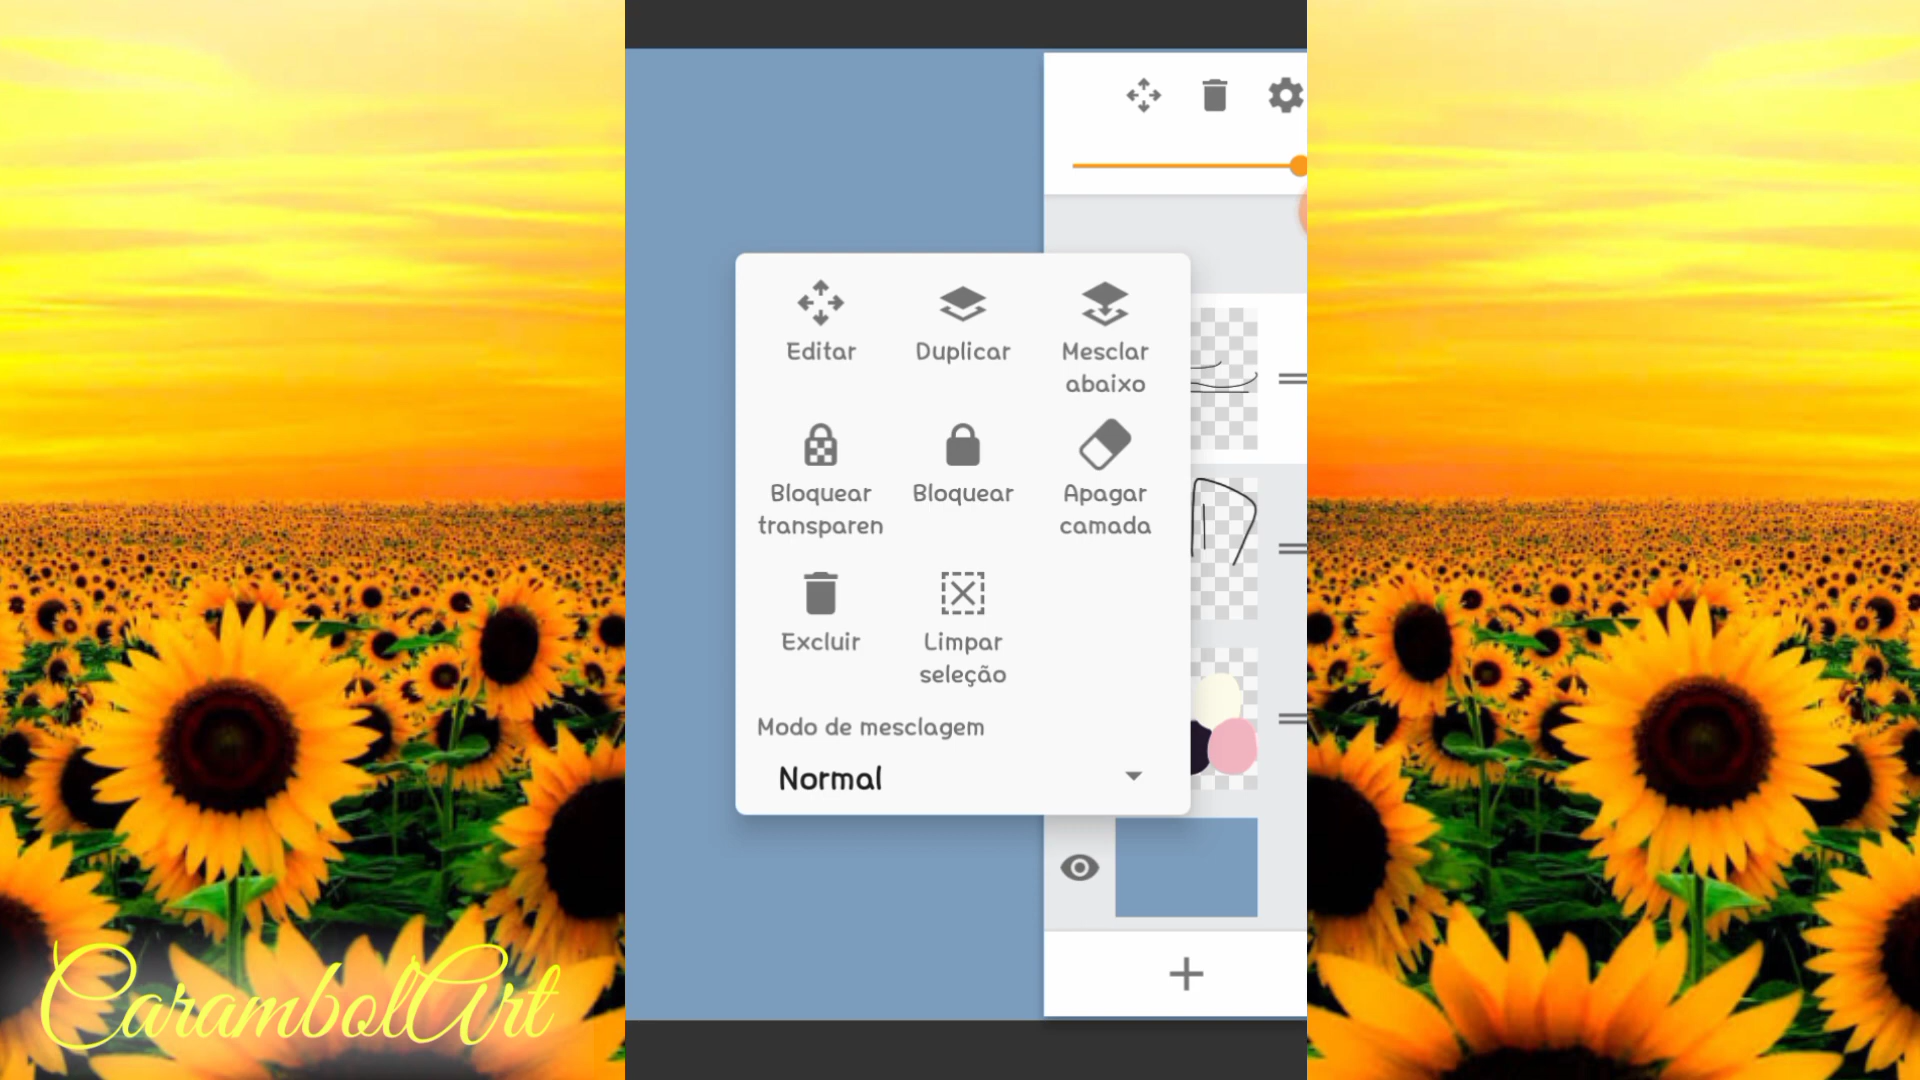 Editar
Duplicar
Mesclar
abaixo
Bloquear
transparen
Bloquear
Apagar
camada
Excluir
Limpar
seleção
Modo de mesclagem
Normal
CarambolArt